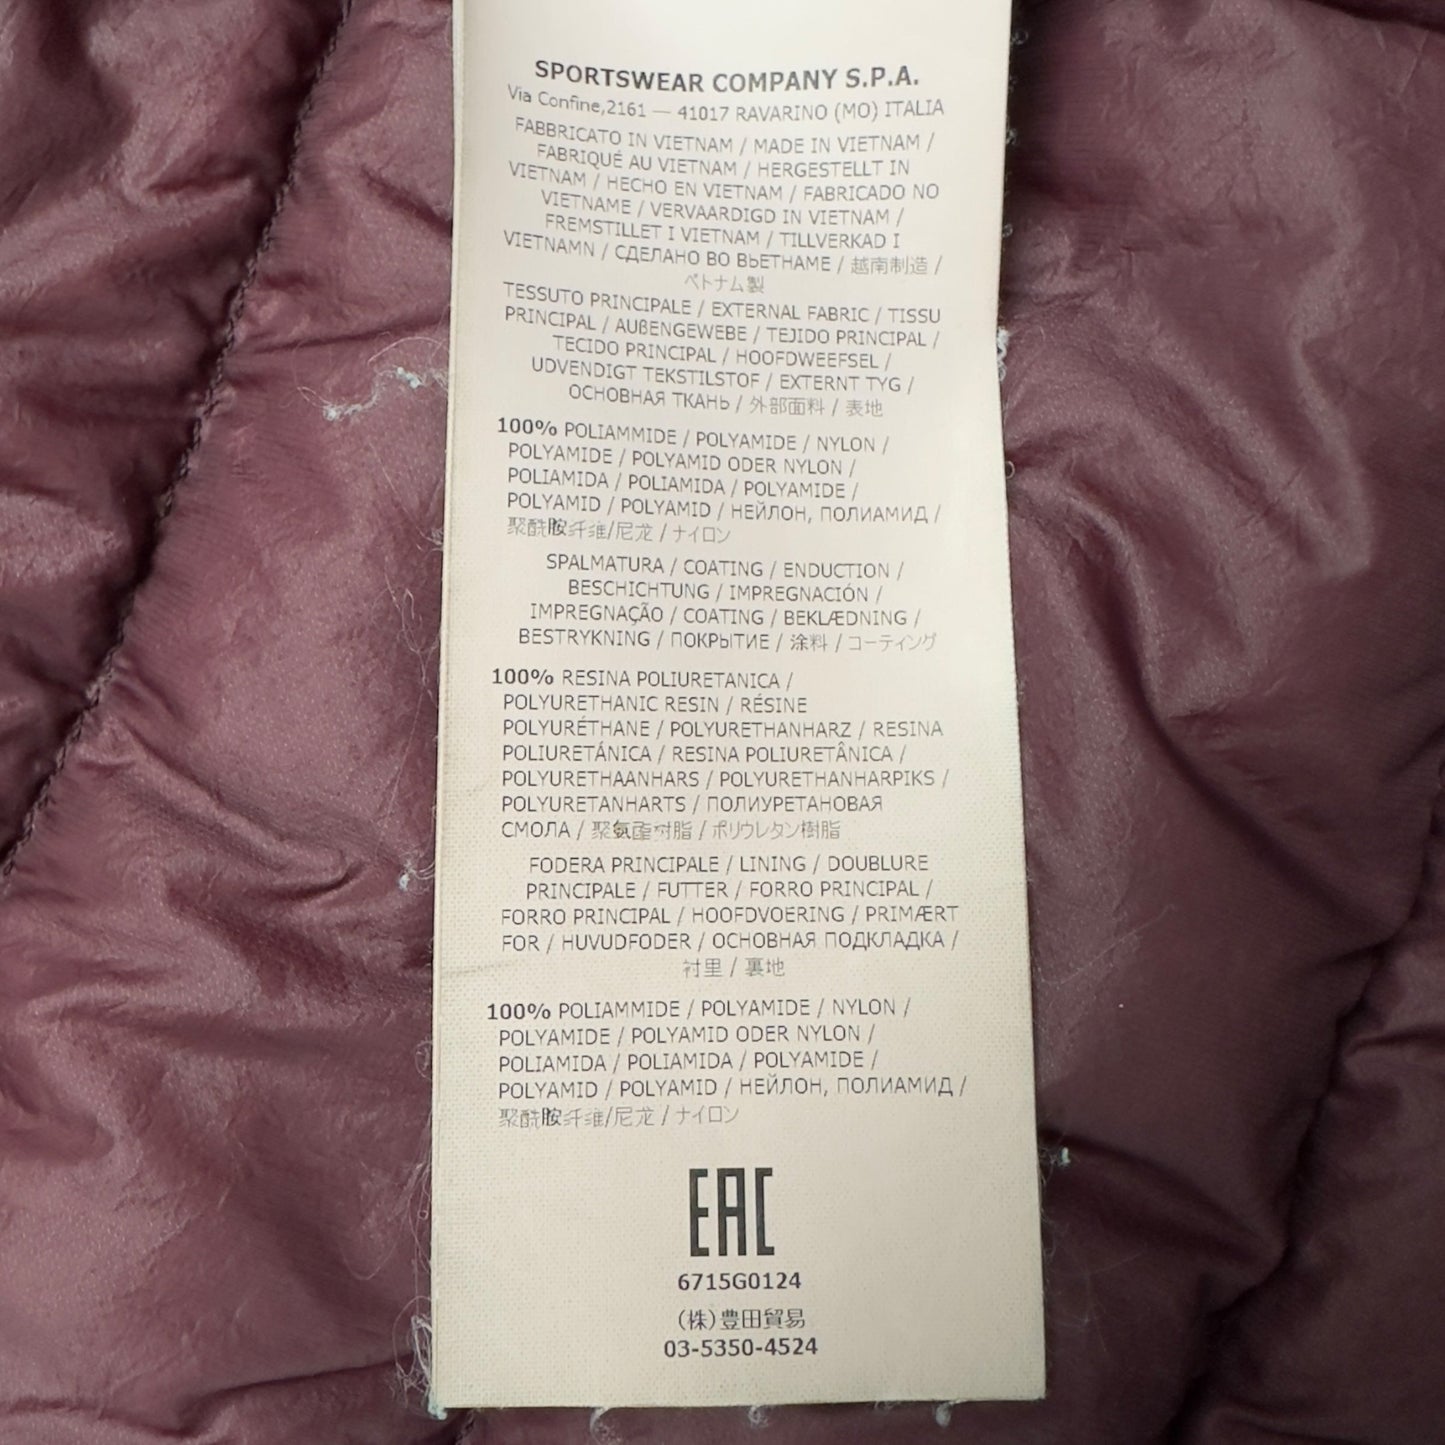 SPORTSWEAR COMPANY S.P.A.
Via Confine,2161 — 41017 RAVARINO (MO) ITALIA
FABBRICATO IN VIETNAM / MADE IN VIETNAM /
FABRIQUÉ AU VIETNAM / HERGESTELLT IN
VIETNAM / HECHO EN VIETNAM / FABRICADO NO
VIETNAME / VERVAARDIGD IN VIETNAM /
FREMSTILLET I VIETNAM / TILLVERKAD I
VIETNAMN / СДЕЛАНО ВО ВЬЕТНАМЕ / 越南制造 /
ベトナム製
TESSUTO PRINCIPALE / EXTERNAL FABRIC / TISSU
PRINCIPAL / AUßENGEWEBE / TEJIDO PRINCIPAL /
TECIDO PRINCIPAL / HOOFDWEEFSEL /
UDVENDIGT TEKSTILSTOF / EXTERNT TYG /
ОСНОВНАЯ ТКАНЬ / 外部面料 / 表地
100% POLIAMMIDE / POLYAMIDE / NYLON /
POLYAMIDE / POLYAMID ODER NYLON /
POLIAMIDA / POLIAMIDA / POLYAMIDE /
POLYAMID / POLYAMID / НЕЙЛОН, ПОЛИАМИД /
聚酰胺纤维/尼龙 / ナイロン
SPALMATURA / COATING / ENDUCTION /
BESCHICHTUNG / IMPREGNACIÓN /
IMPREGNAÇÃO / COATING / BEKLÆDNING /
BESTRYKNING / ПОКРЫТИЕ / 涂料 / コーティング
100% RESINA POLIURETANICA /
POLYURETHANIC RESIN / RÉSINE
POLYURÉTHANE / POLYURETHANHARZ / RESINA
POLIURETÁNICA / RESINA POLIURETÂNICA /
POLYURETHAANHARS / POLYURETHANHARPIKS /
POLYURETANHARTS / ПОЛИУРЕТАНОВАЯ
СМОЛА / 聚氨酯树脂 / ポリウレタン樹脂
FODERA PRINCIPALE / LINING / DOUBLURE
PRINCIPALE / FUTTER / FORRO PRINCIPAL /
FORRO PRINCIPAL / HOOFDVOERING / PRIMÆRT
FOR / HUVUDFODER / ОСНОВНАЯ ПОДКЛАДКА /
衬里 / 裏地
100% POLIAMMIDE / POLYAMIDE / NYLON /
POLYAMIDE / POLYAMID ODER NYLON /
POLIAMIDA / POLIAMIDA / POLYAMIDE /
POLYAMID / POLYAMID / НЕЙЛОН, ПОЛИАМИД /
聚酰胺纤维/尼龙 / ナイロン
EAC
6715G0124
(株)豊田貿易
03-5350-4524